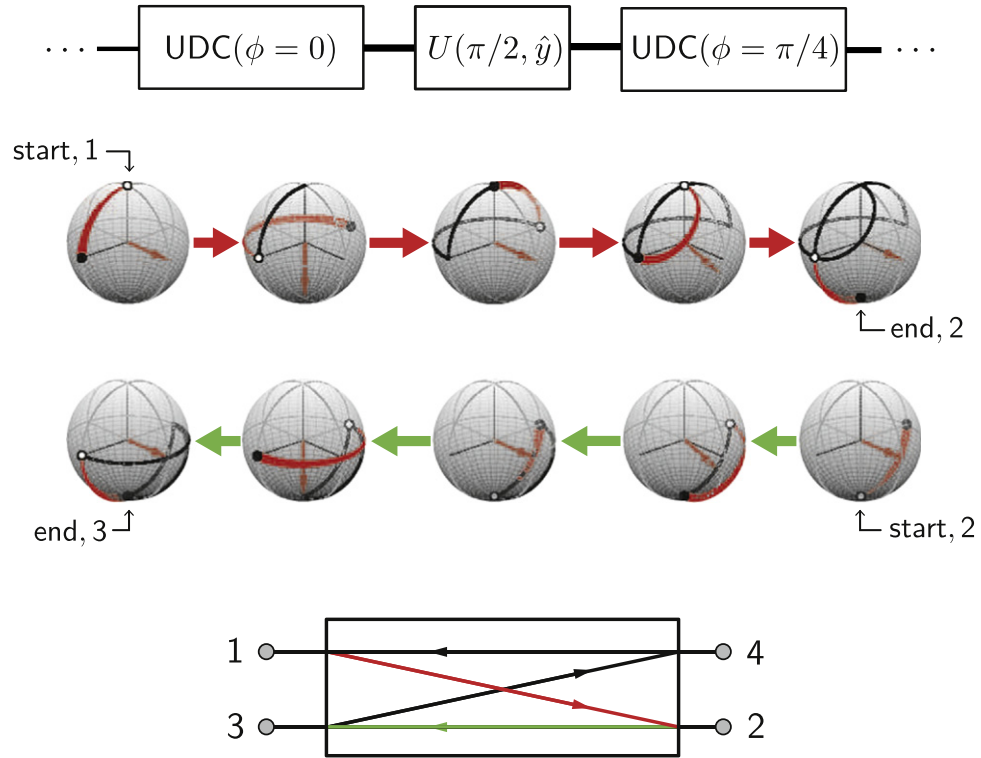 ··· UDC(ϕ = 0) U(π/2, ŷ) UDC(ϕ = π/4) ···
start, 1
end, 2
end, 3
start, 2
1 4
3 2